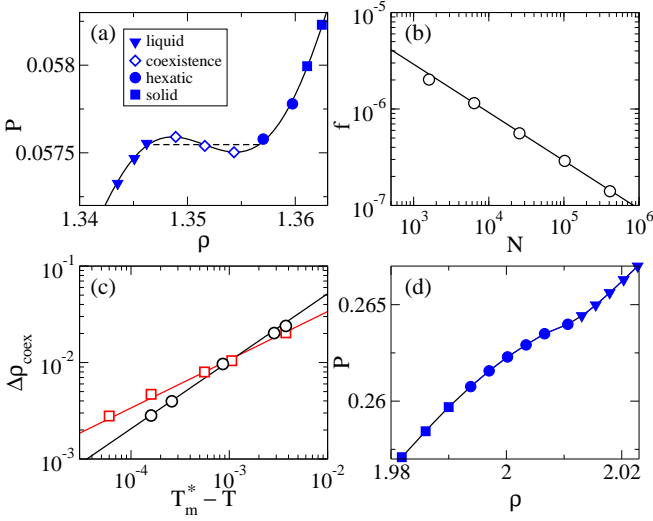 (a)
liquid
coexistence
hexatic
solid
0.058
0.0575
P
1.34
1.35
1.36
ρ
(b)
10^-5
10^-6
10^-7
f
10^3
10^4
10^5
10^6
N
(c)
10^-1
10^-2
10^-3
Δρ_coex
10^-4
10^-3
10^-2
T_m^* − T
(d)
0.265
0.26
P
1.98
2
2.02
ρ